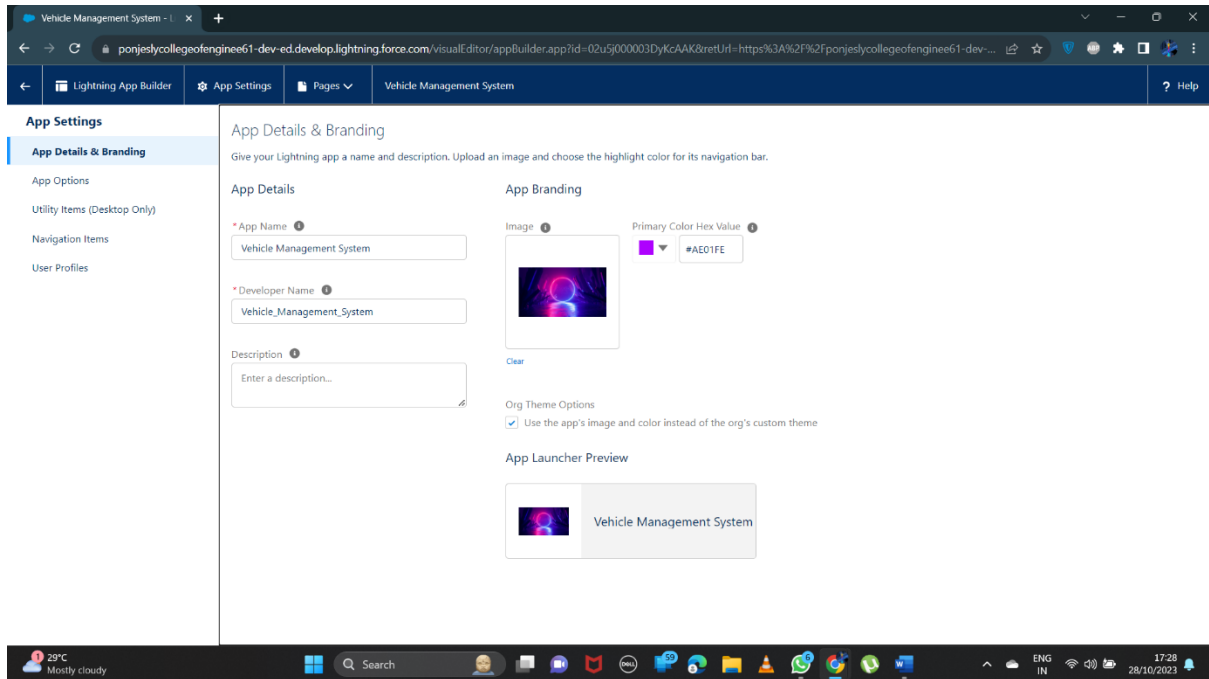 Vehicle Management System - L
ponjeslycollegeofenginee61-dev-ed.develop.lightning.force.com/visualEditor/appBuilder.app?id=02u5j000003DyKcAAK&retUrl=https%3A%2F%2Fponjeslycollegeofenginee61-dev-...
Lightning App Builder App Settings Pages Vehicle Management System ? Help
App Settings
App Details & Branding
App Options
Utility Items (Desktop Only)
Navigation Items
User Profiles
App Details & Branding
Give your Lightning app a name and description. Upload an image and choose the highlight color for its navigation bar.
App Details
*App Name
Vehicle Management System
*Developer Name
Vehicle_Management_System
Description
Enter a description...
App Branding
Image
Clear
Primary Color Hex Value
#AE01FE
Org Theme Options
Use the app's image and color instead of the org's custom theme
App Launcher Preview
Vehicle Management System
1
29°C
Mostly cloudy
Search
DELL
59
6
ENG
IN
17:28
28/10/2023